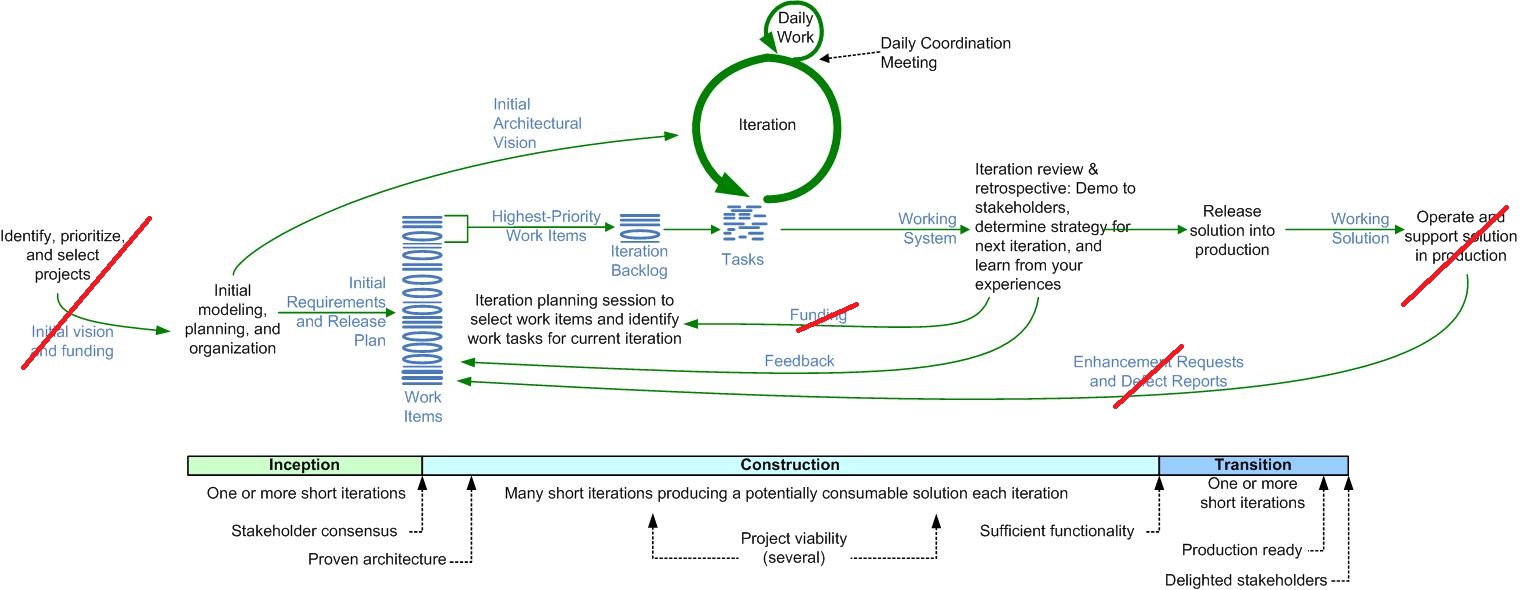 Daily
Work
Daily Coordination
Meeting
Initial
Architectural
Vision
Iteration
Identify, prioritize,
and select
projects
Initial vision
and funding
Initial
modeling,
planning, and
organization
Initial
Requirements
and Release
Plan
Work
Items
Highest-Priority
Work Items
Iteration
Backlog
Tasks
Working
System
Iteration review &
retrospective: Demo to
stakeholders,
determine strategy for
next iteration, and
learn from your
experiences
Release
solution into
production
Working
Solution
Operate and
support solution
in production
Iteration planning session to
select work items and identify
work tasks for current iteration
Funding
Feedback
Enhancement Requests
and Defect Reports
Inception
Construction
Transition
One or more short iterations
Many short iterations producing a potentially consumable solution each iteration
One or more
short iterations
Stakeholder consensus
Proven architecture
Project viability
(several)
Sufficient functionality
Production ready
Delighted stakeholders